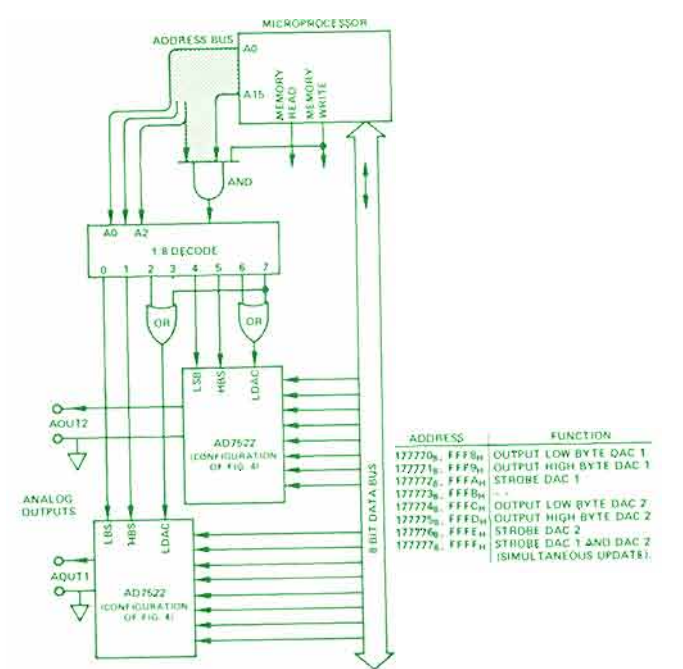 MICROPROCESSOR
ADDRESS BUS
A0
A15
MEMORY READ
MEMORY WRITE
AND
A0 A2
1:8 DECODE
0 1 2 3 4 5 6 7
OR
OR
LSB
HBS
LDAC
AD7522
(CONFIGURATION
OF FIG. 4)
AOUT2
ANALOG
OUTPUTS
LBS
HBS
LDAC
AD7522
(CONFIGURATION
OF FIG. 4)
AOUT1
8 BIT DATA BUS
ADDRESS FUNCTION
177770₈, FFF8H OUTPUT LOW BYTE DAC 1
177771₈, FFF9H OUTPUT HIGH BYTE DAC 1
177772₈, FFFAH STROBE DAC 1
177773₈, FFFBH - -
177774₈, FFFCH OUTPUT LOW BYTE DAC 2
177775₈, FFFDH OUTPUT HIGH BYTE DAC 2
177776₈, FFFEH STROBE DAC 2
177777₈, FFFFH STROBE DAC 1 AND DAC 2
(SIMULTANEOUS UPDATE).